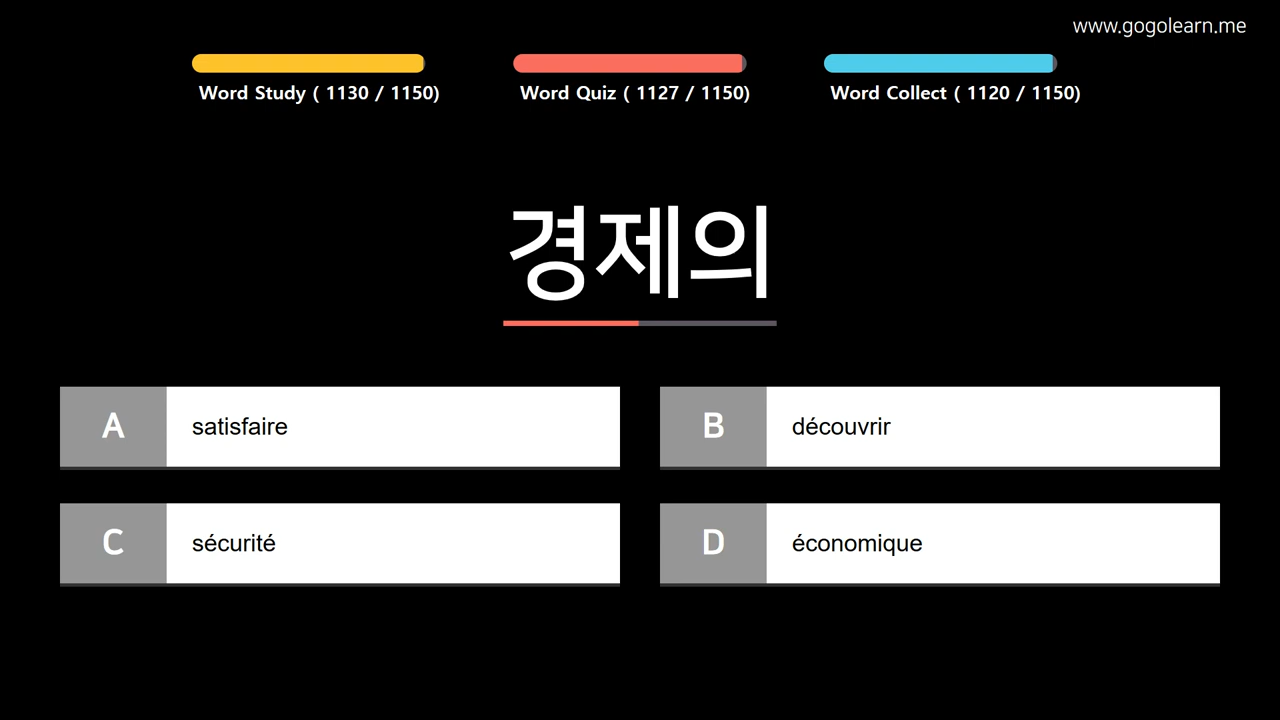 www.gogolearn.me
Word Study ( 1130 / 1150)
Word Quiz ( 1127 / 1150)
Word Collect ( 1120 / 1150)
경제의
A satisfaire
B découvrir
C sécurité
D économique